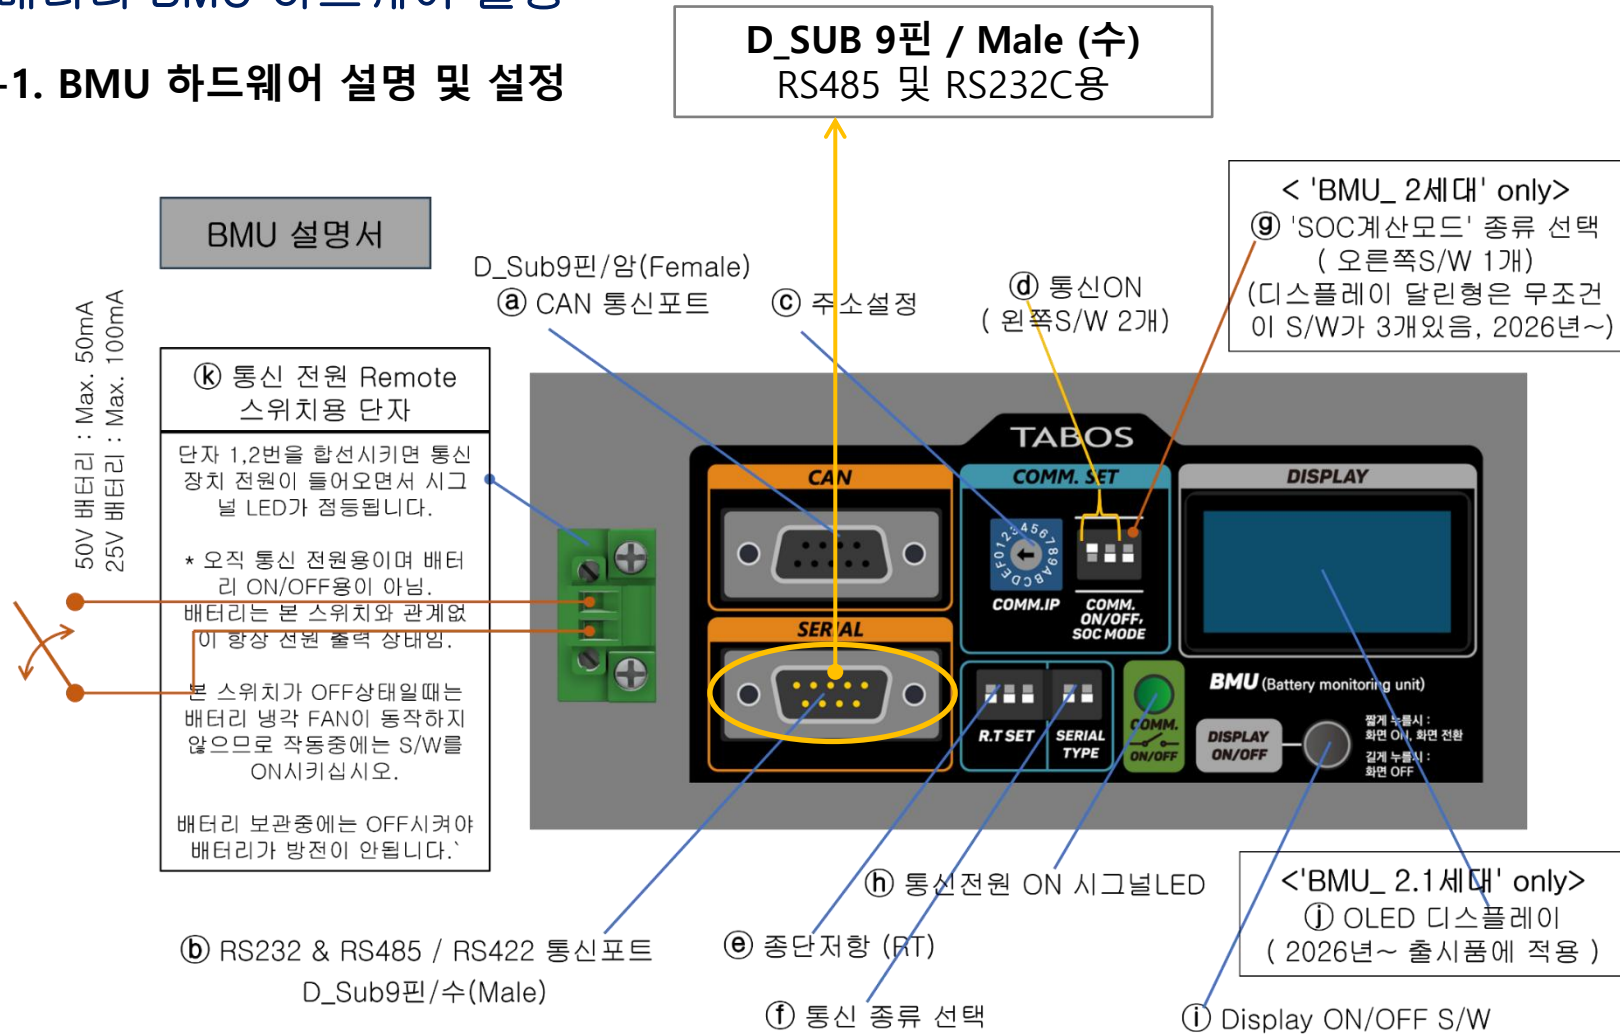 배터리 BMU 하드웨어 설정
-1. BMU 하드웨어 설명 및 설정
D_SUB 9핀 / Male (수)
RS485 및 RS232C용
BMU 설명서
D_Sub9핀/암(Female)
ⓐ CAN 통신포트
ⓒ 주소설정
ⓓ 통신ON
( 왼쪽S/W 2개)
< 'BMU_ 2세대' only>
ⓖ 'SOC계산모드' 종류 선택
( 오른쪽S/W 1개)
(디스플레이 달린형은 무조건
이 S/W가 3개있음, 2026년~)
50V 배터리 : Max. 50mA
25V 배터리 : Max. 100mA
ⓚ 통신 전원 Remote
스위치용 단자
단자 1,2번을 합선시키면 통신
장치 전원이 들어오면서 시그
널 LED가 점등됩니다.
* 오직 통신 전원용이며 배터
리 ON/OFF용이 아님.
배터리는 본 스위치와 관계없
이 항상 전원 출력 상태임.
본 스위치가 OFF상태일때는
배터리 냉각 FAN이 동작하지
않으므로 작동중에는 S/W를
ON시키십시오.
배터리 보관중에는 OFF시켜야
배터리가 방전이 안됩니다.`
TABOS
CAN
COMM. SET
DISPLAY
0123456789ABCDEF
COMM.IP
COMM.
ON/OFF,
SOC MODE
SERIAL
R.T SET
SERIAL
TYPE
COMM.
ON/OFF
BMU (Battery monitoring unit)
DISPLAY
ON/OFF
짧게 누를시 :
화면 ON, 화면 전환
길게 누를시 :
화면 OFF
ⓗ 통신전원 ON 시그널LED
<'BMU_ 2.1세대' only>
ⓙ OLED 디스플레이
( 2026년~ 출시품에 적용 )
ⓑ RS232 & RS485 / RS422 통신포트
D_Sub9핀/수(Male)
ⓔ 종단저항 (RT)
ⓕ 통신 종류 선택
ⓘ Display ON/OFF S/W